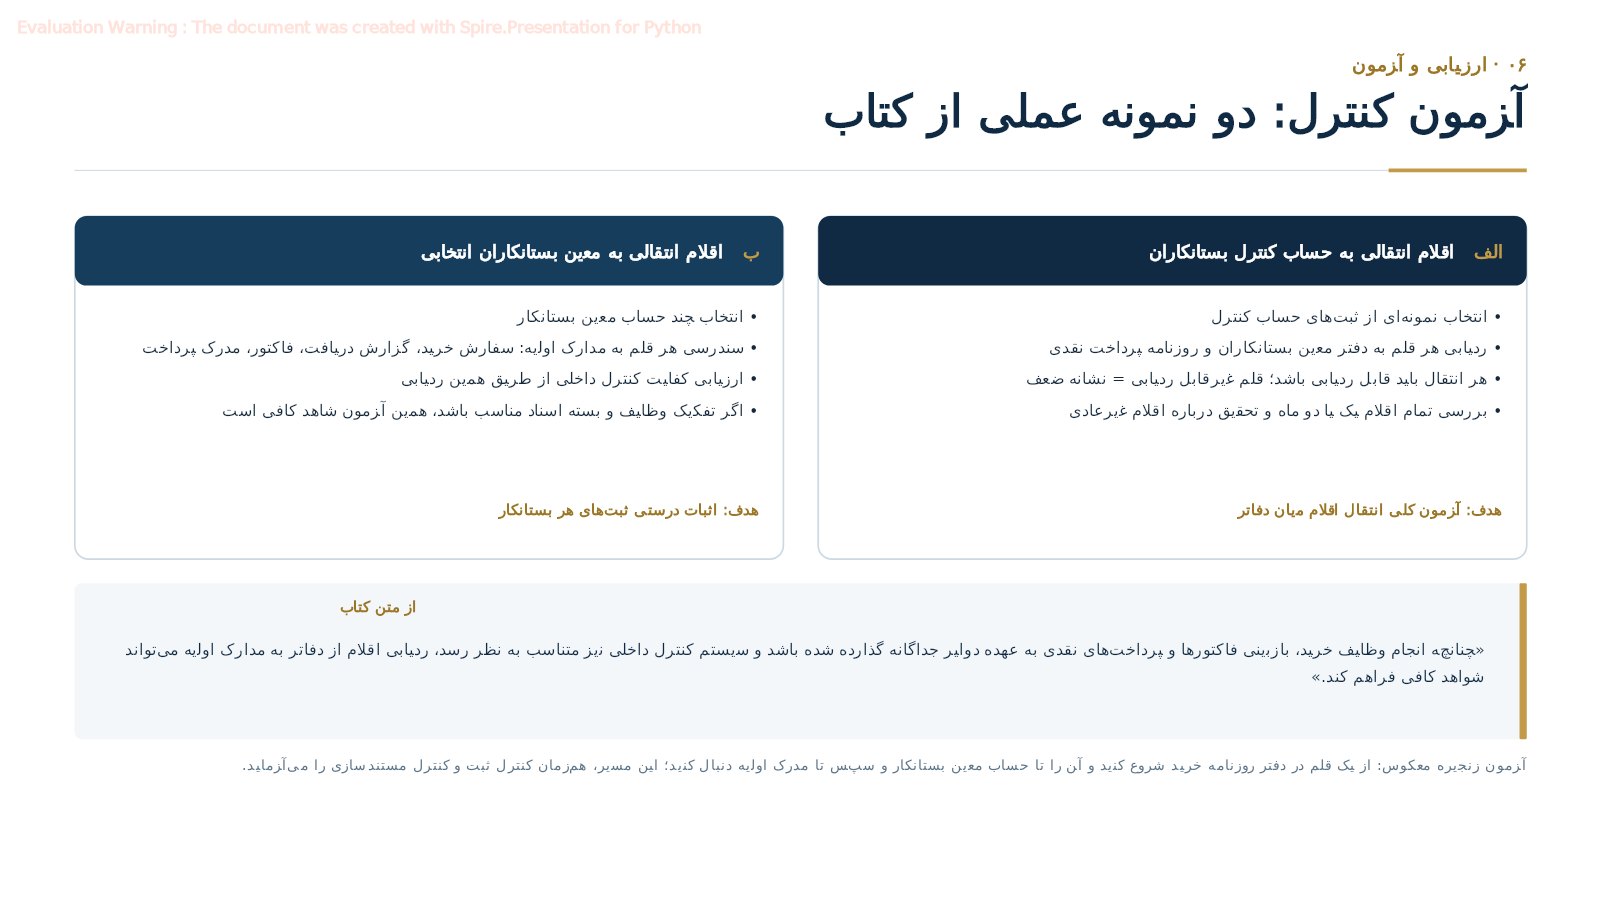 Evaluation Warning : The document was created with Spire.Presentation for Python
۰۶ · ارزیابی و آزمون
آزمون کنترل: دو نمونه عملی از کتاب
الف اقلام انتقالی به حساب کنترل بستانکاران
• انتخاب نمونه‌ای از ثبت‌های حساب کنترل
• ردیابی هر قلم به دفتر معین بستانکاران و روزنامه پرداخت نقدی
• هر انتقال باید قابل ردیابی باشد؛ قلم غیرقابل ردیابی = نشانه ضعف
• بررسی تمام اقلام یک یا دو ماه و تحقیق درباره اقلام غیرعادی
هدف: آزمون کلی انتقال اقلام میان دفاتر
ب اقلام انتقالی به معین بستانکاران انتخابی
• انتخاب چند حساب معین بستانکار
• سندرسی هر قلم به مدارک اولیه: سفارش خرید، گزارش دریافت، فاکتور، مدرک پرداخت
• ارزیابی کفایت کنترل داخلی از طریق همین ردیابی
• اگر تفکیک وظایف و بسته اسناد مناسب باشد، همین آزمون شاهد کافی است
هدف: اثبات درستی ثبت‌های هر بستانکار
از متن کتاب
«چنانچه انجام وظایف خرید، بازبینی فاکتورها و پرداخت‌های نقدی به عهده دوایر جداگانه گذارده شده باشد و سیستم کنترل داخلی نیز متناسب به نظر رسد، ردیابی اقلام از دفاتر به مدارک اولیه می‌تواند
شواهد کافی فراهم کند.»
آزمون زنجیره معکوس: از یک قلم در دفتر روزنامه خرید شروع کنید و آن را تا حساب معین بستانکار و سپس تا مدرک اولیه دنبال کنید؛ این مسیر، هم‌زمان کنترل ثبت و کنترل مستندسازی را می‌آزماید.